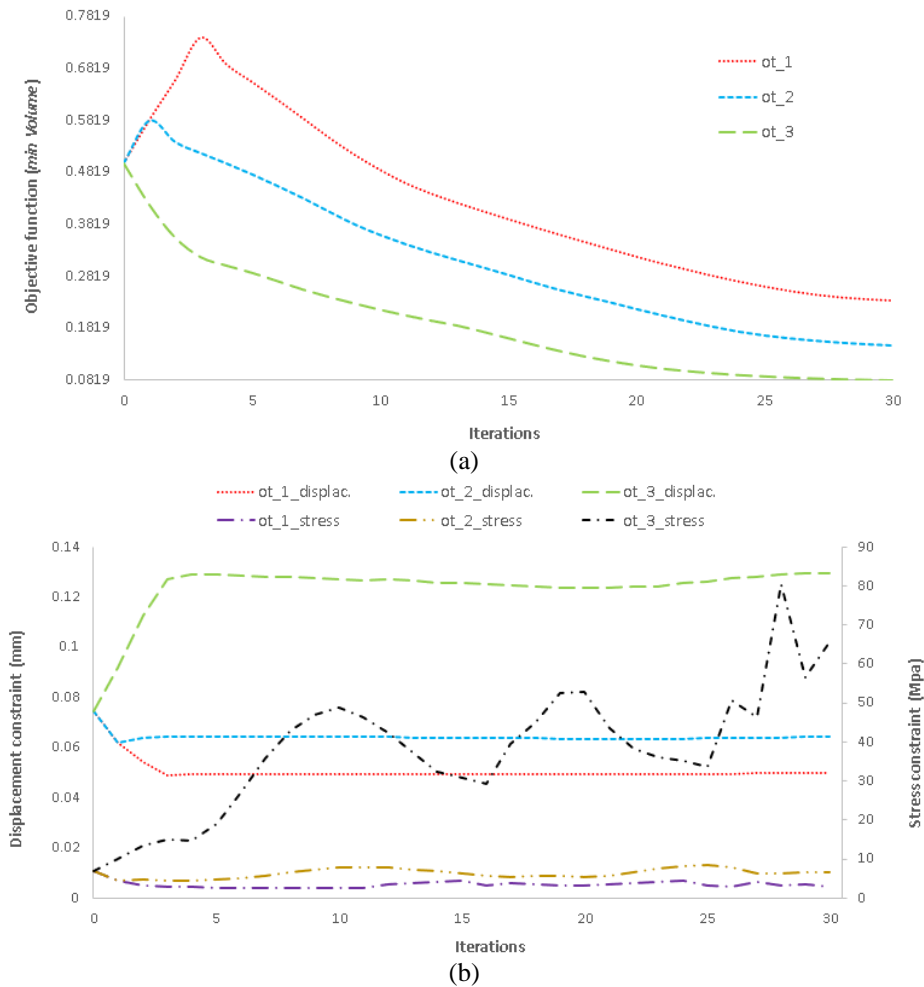 0.7819
0.6819
0.5819
0.4819
0.3819
0.2819
0.1819
0.0819
Objective function (min Volume)
ot_1
ot_2
ot_3
0 5 10 15 20 25 30
Iterations
(a)
ot_1_displac. ot_2_displac. ot_3_displac.
ot_1_stress ot_2_stress ot_3_stress
0.14
0.12
0.1
0.08
0.06
0.04
0.02
0
Displacement constraint (mm)
90
80
70
60
50
40
30
20
10
0
Stress constraint (Mpa)
0 5 10 15 20 25 30
Iterations
(b)